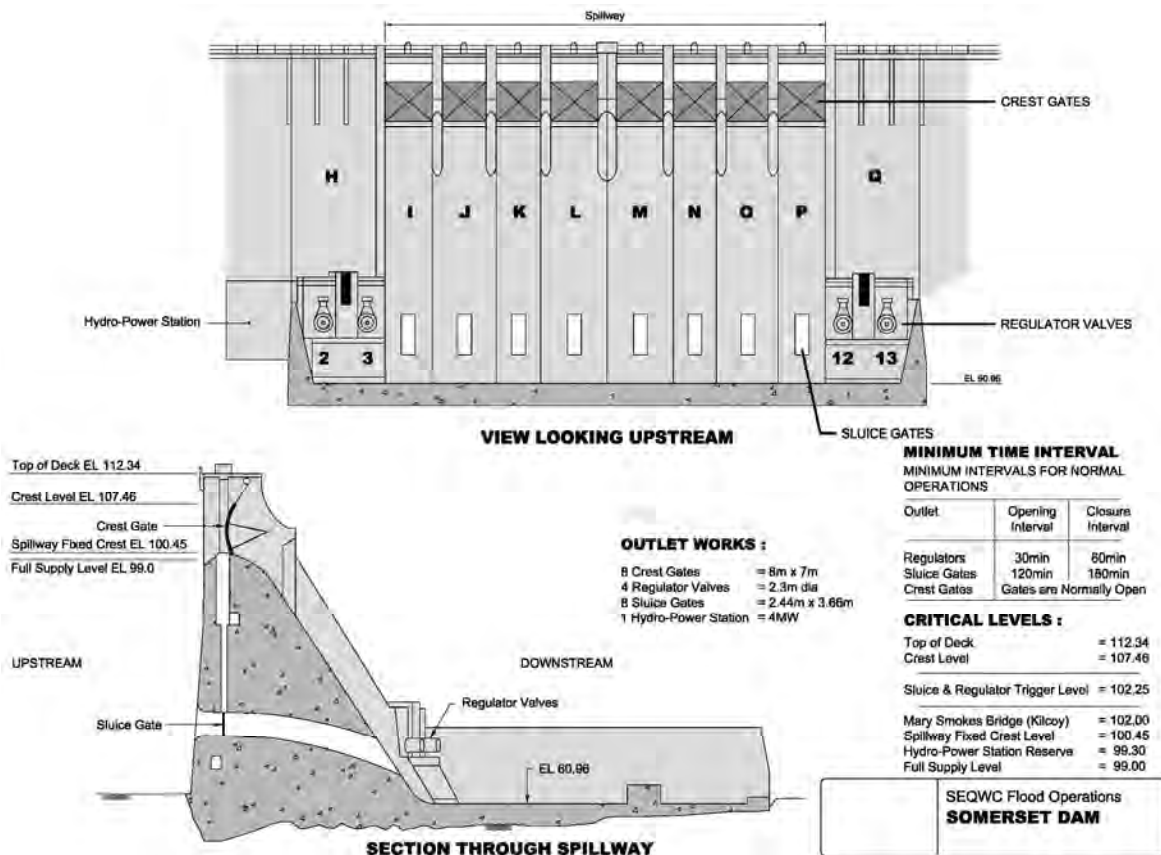 Spillway
CREST GATES
H
Q
I J K L M N O P
Hydro-Power Station
REGULATOR VALVES
2 3
12 13
EL 60.96
VIEW LOOKING UPSTREAM
SLUICE GATES
MINIMUM TIME INTERVAL
MINIMUM INTERVALS FOR NORMAL
OPERATIONS
Outlet Opening Interval Closure Interval
Regulators 30min 60min
Sluice Gates 120min 180min
Crest Gates Gates are Normally Open
Top of Deck EL 112.34
Crest Level EL 107.46
Crest Gate
Spillway Fixed Crest EL 100.45
Full Supply Level EL 99.0
UPSTREAM
DOWNSTREAM
Sluice Gate
Regulator Valves
EL 60.96
SECTION THROUGH SPILLWAY
OUTLET WORKS :
8 Crest Gates = 8m x 7m
4 Regulator Valves = 2.3m dia
8 Sluice Gates = 2.44m x 3.66m
1 Hydro-Power Station = 4MW
CRITICAL LEVELS :
Top of Deck = 112.34
Crest Level = 107.46
Sluice & Regulator Trigger Level = 102.25
Mary Smokes Bridge (Kilcoy) = 102.00
Spillway Fixed Crest Level = 100.45
Hydro-Power Station Reserve = 99.30
Full Supply Level = 99.00
SEQWC Flood Operations
SOMERSET DAM